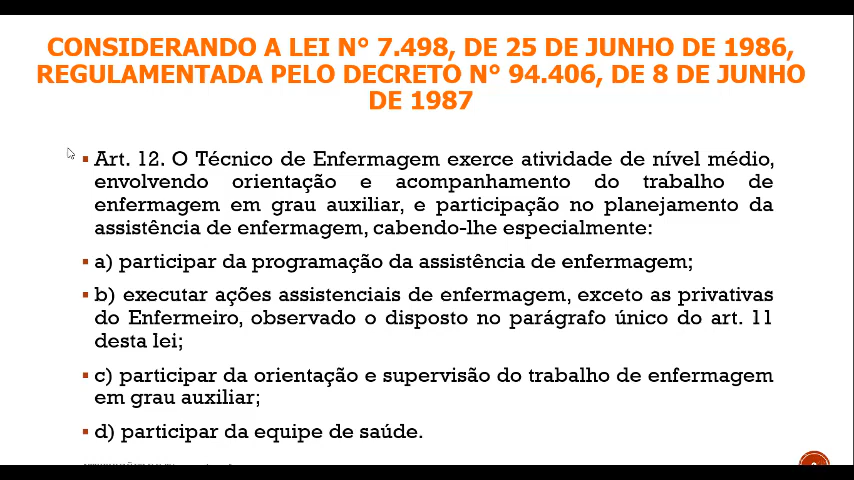 CONSIDERANDO A LEI N° 7.498, DE 25 DE JUNHO DE 1986,
REGULAMENTADA PELO DECRETO N° 94.406, DE 8 DE JUNHO
DE 1987
▪ Art. 12. O Técnico de Enfermagem exerce atividade de nível médio,
envolvendo orientação e acompanhamento do trabalho de
enfermagem em grau auxiliar, e participação no planejamento da
assistência de enfermagem, cabendo-lhe especialmente:
▪ a) participar da programação da assistência de enfermagem;
▪ b) executar ações assistenciais de enfermagem, exceto as privativas
do Enfermeiro, observado o disposto no parágrafo único do art. 11
desta lei;
▪ c) participar da orientação e supervisão do trabalho de enfermagem
em grau auxiliar;
▪ d) participar da equipe de saúde.